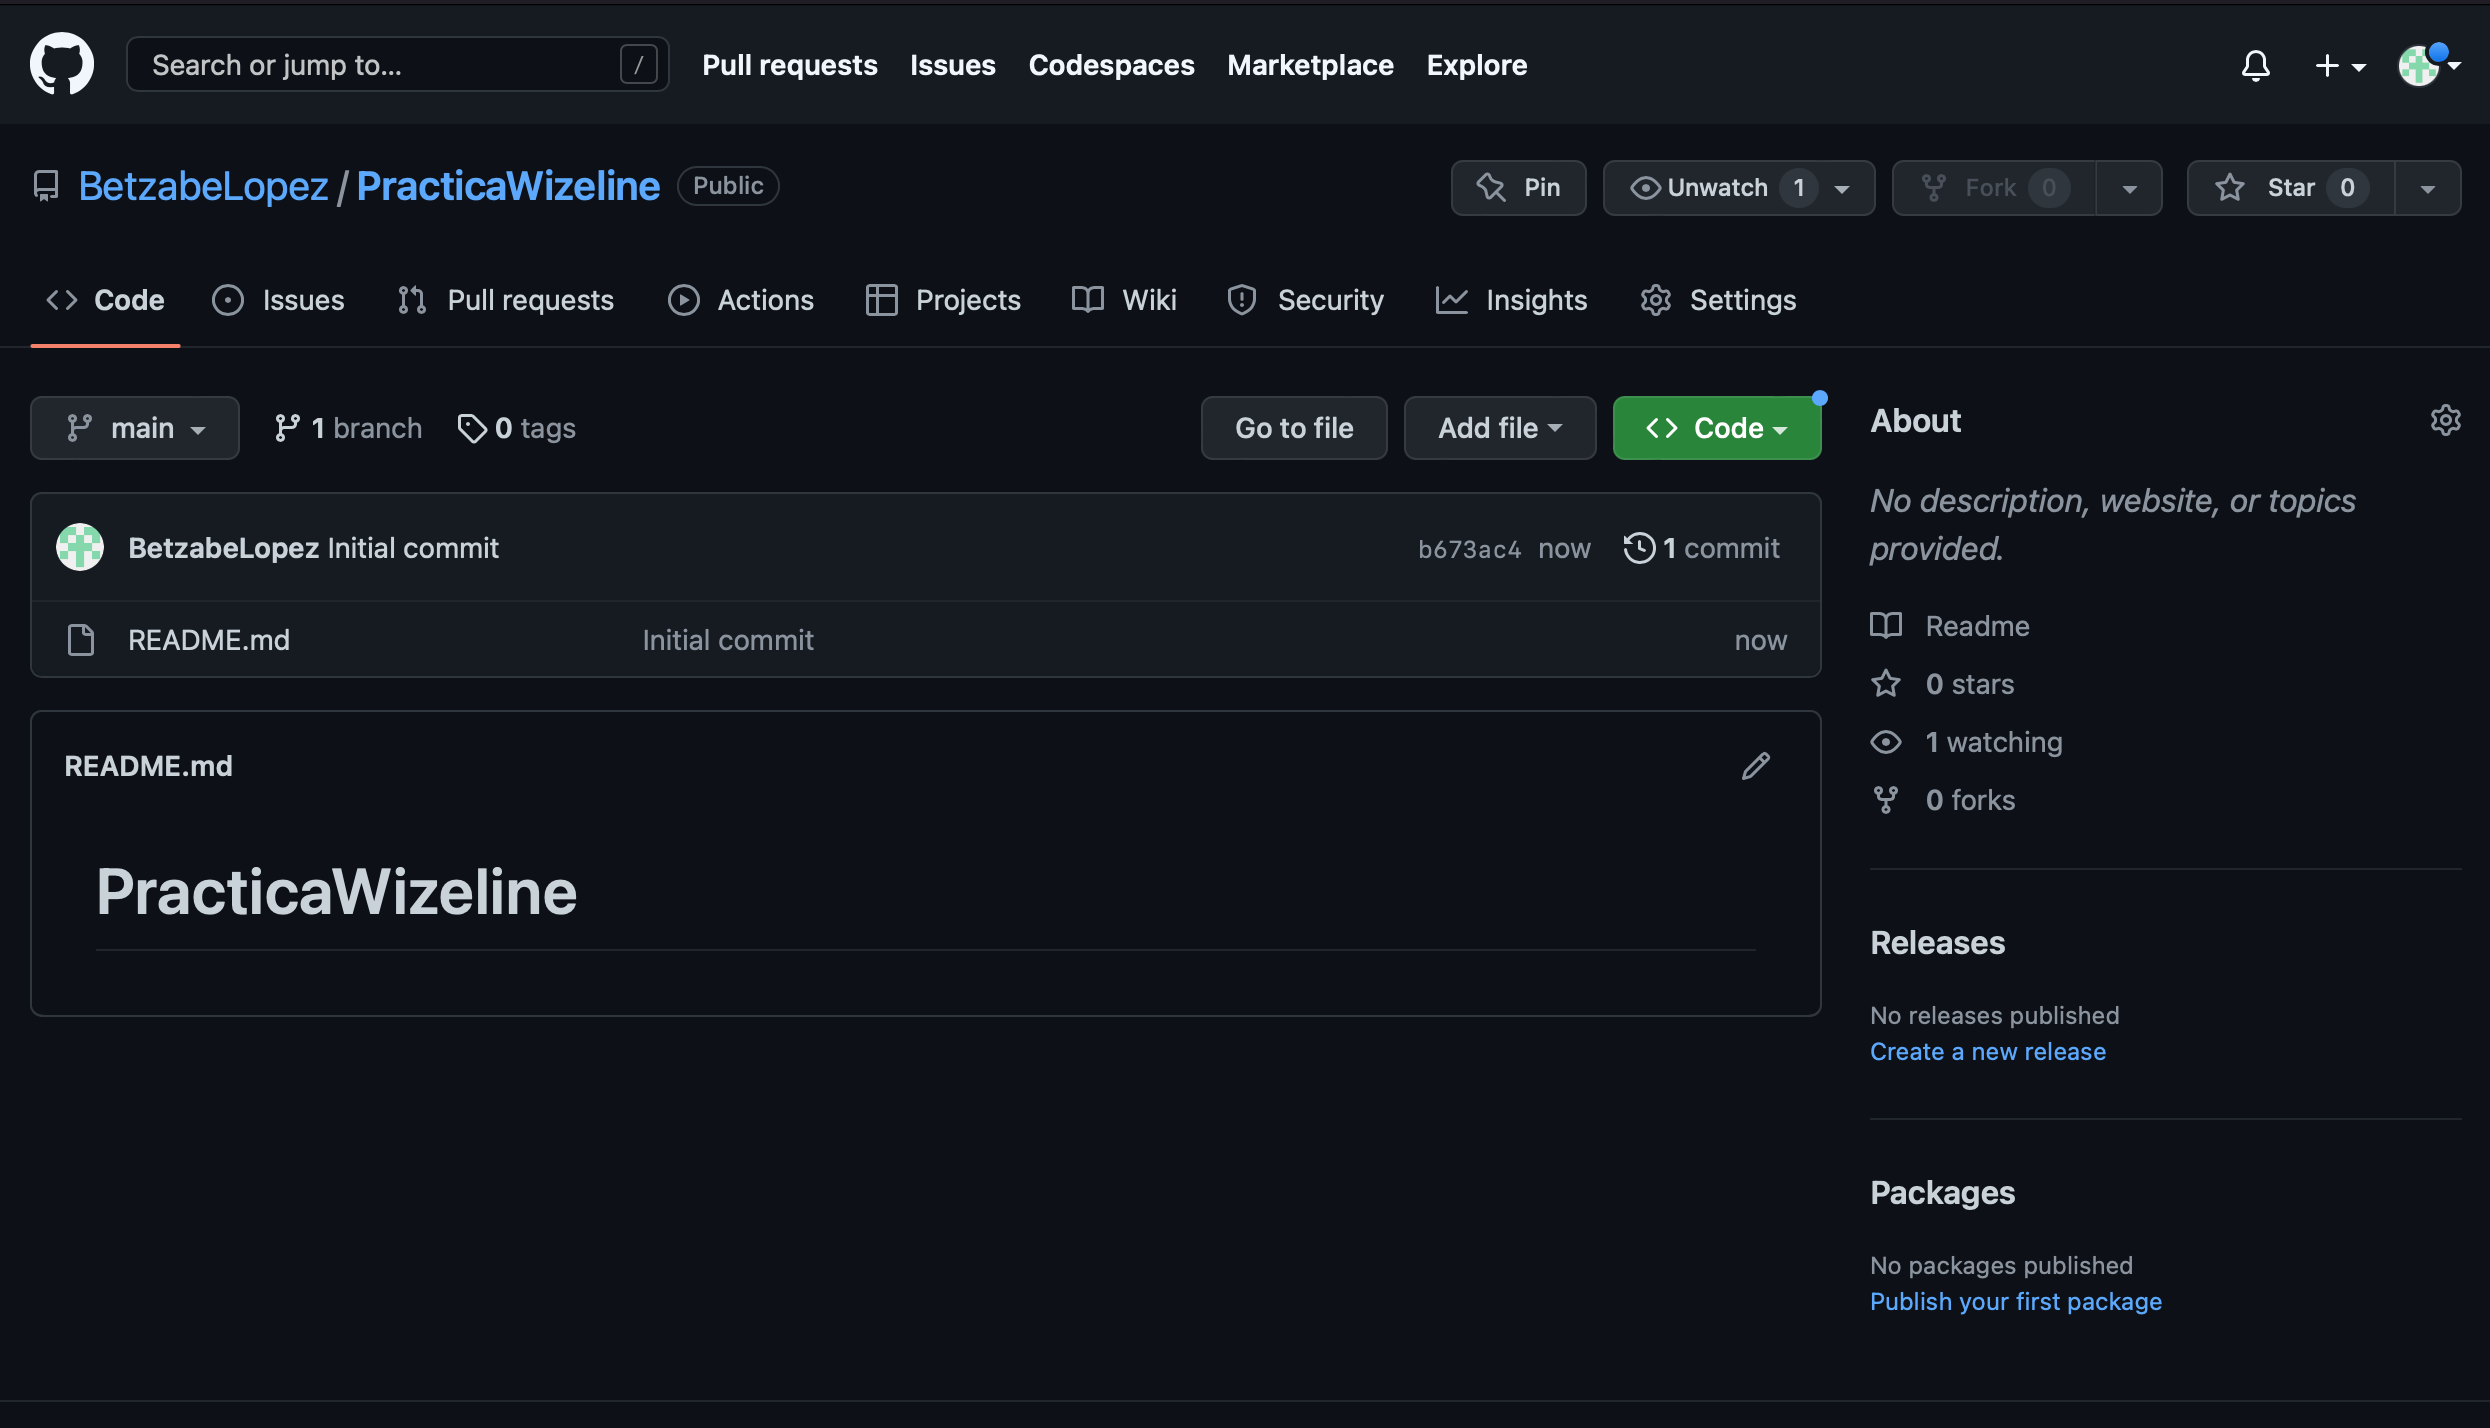 Search or jump to... /
Pull requests Issues Codespaces Marketplace Explore
BetzabeLopez / PracticaWizeline Public
Pin Unwatch 1 Fork 0 Star 0
Code Issues Pull requests Actions Projects Wiki Security Insights Settings
main 1 branch 0 tags Go to file Add file Code
BetzabeLopez Initial commit b673ac4 now 1 commit
README.md Initial commit now
README.md
PracticaWizeline
About
No description, website, or topics
provided.
Readme
0 stars
1 watching
0 forks
Releases
No releases published
Create a new release
Packages
No packages published
Publish your first package